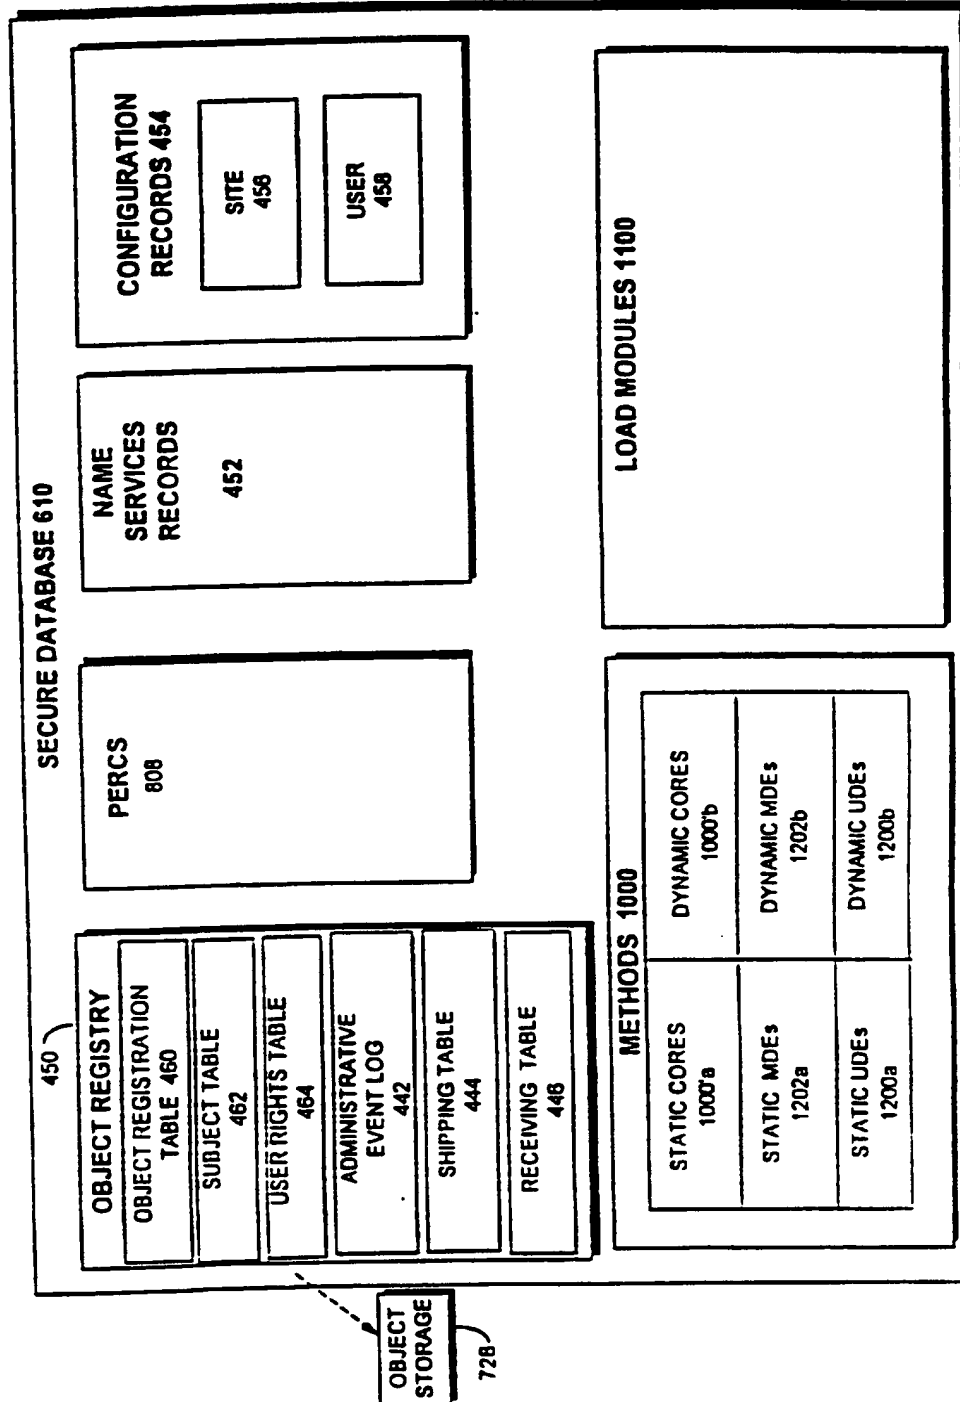 SECURE DATABASE 610
450
OBJECT REGISTRY
OBJECT REGISTRATION
TABLE 460
SUBJECT TABLE
462
USER RIGHTS TABLE
464
ADMINISTRATIVE
EVENT LOG
442
SHIPPING TABLE
444
RECEIVING TABLE
446
PERCS
808
NAME
SERVICES
RECORDS
452
CONFIGURATION
RECORDS 454
SITE
456
USER
458
OBJECT
STORAGE
728
METHODS 1000
STATIC CORES
1000'a
DYNAMIC CORES
1000'b
STATIC MDEs
1202a
DYNAMIC MDEs
1202b
STATIC UDEs
1200a
DYNAMIC UDEs
1200b
LOAD MODULES 1100